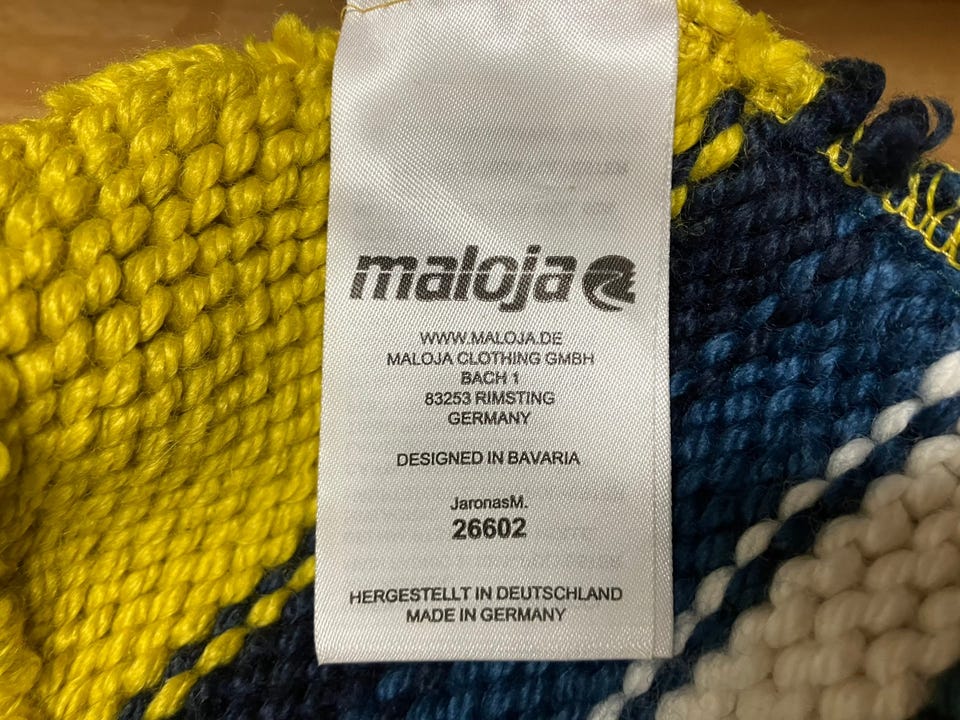 maloja
WWW.MALOJA.DE
MALOJA CLOTHING GMBH
BACH 1
83253 RIMSTING
GERMANY
DESIGNED IN BAVARIA
JaronasM.
26602
HERGESTELLT IN DEUTSCHLAND
MADE IN GERMANY